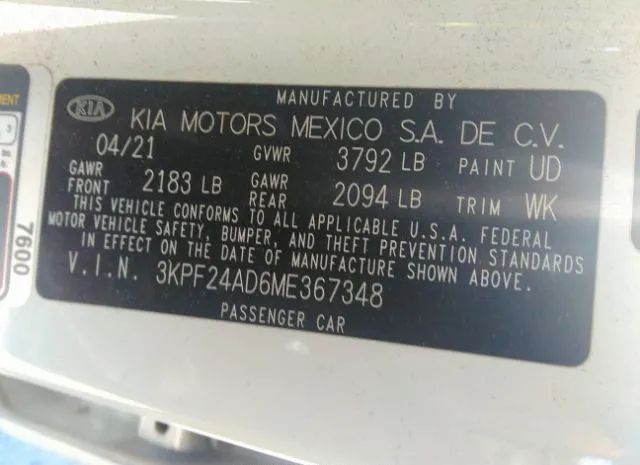 MANUFACTURED BY
KIA KIA MOTORS MEXICO S.A. DE C.V.
04/21 GVWR 3792 LB PAINT UD
GAWR FRONT 2183 LB GAWR REAR 2094 LB TRIM WK
THIS VEHICLE CONFORMS TO ALL APPLICABLE U.S.A. FEDERAL
MOTOR VEHICLE SAFETY, BUMPER, AND THEFT PREVENTION STANDARDS
IN EFFECT ON THE DATE OF MANUFACTURE SHOWN ABOVE.
V.I.N. 3KPF24AD6ME367348
PASSENGER CAR
7600